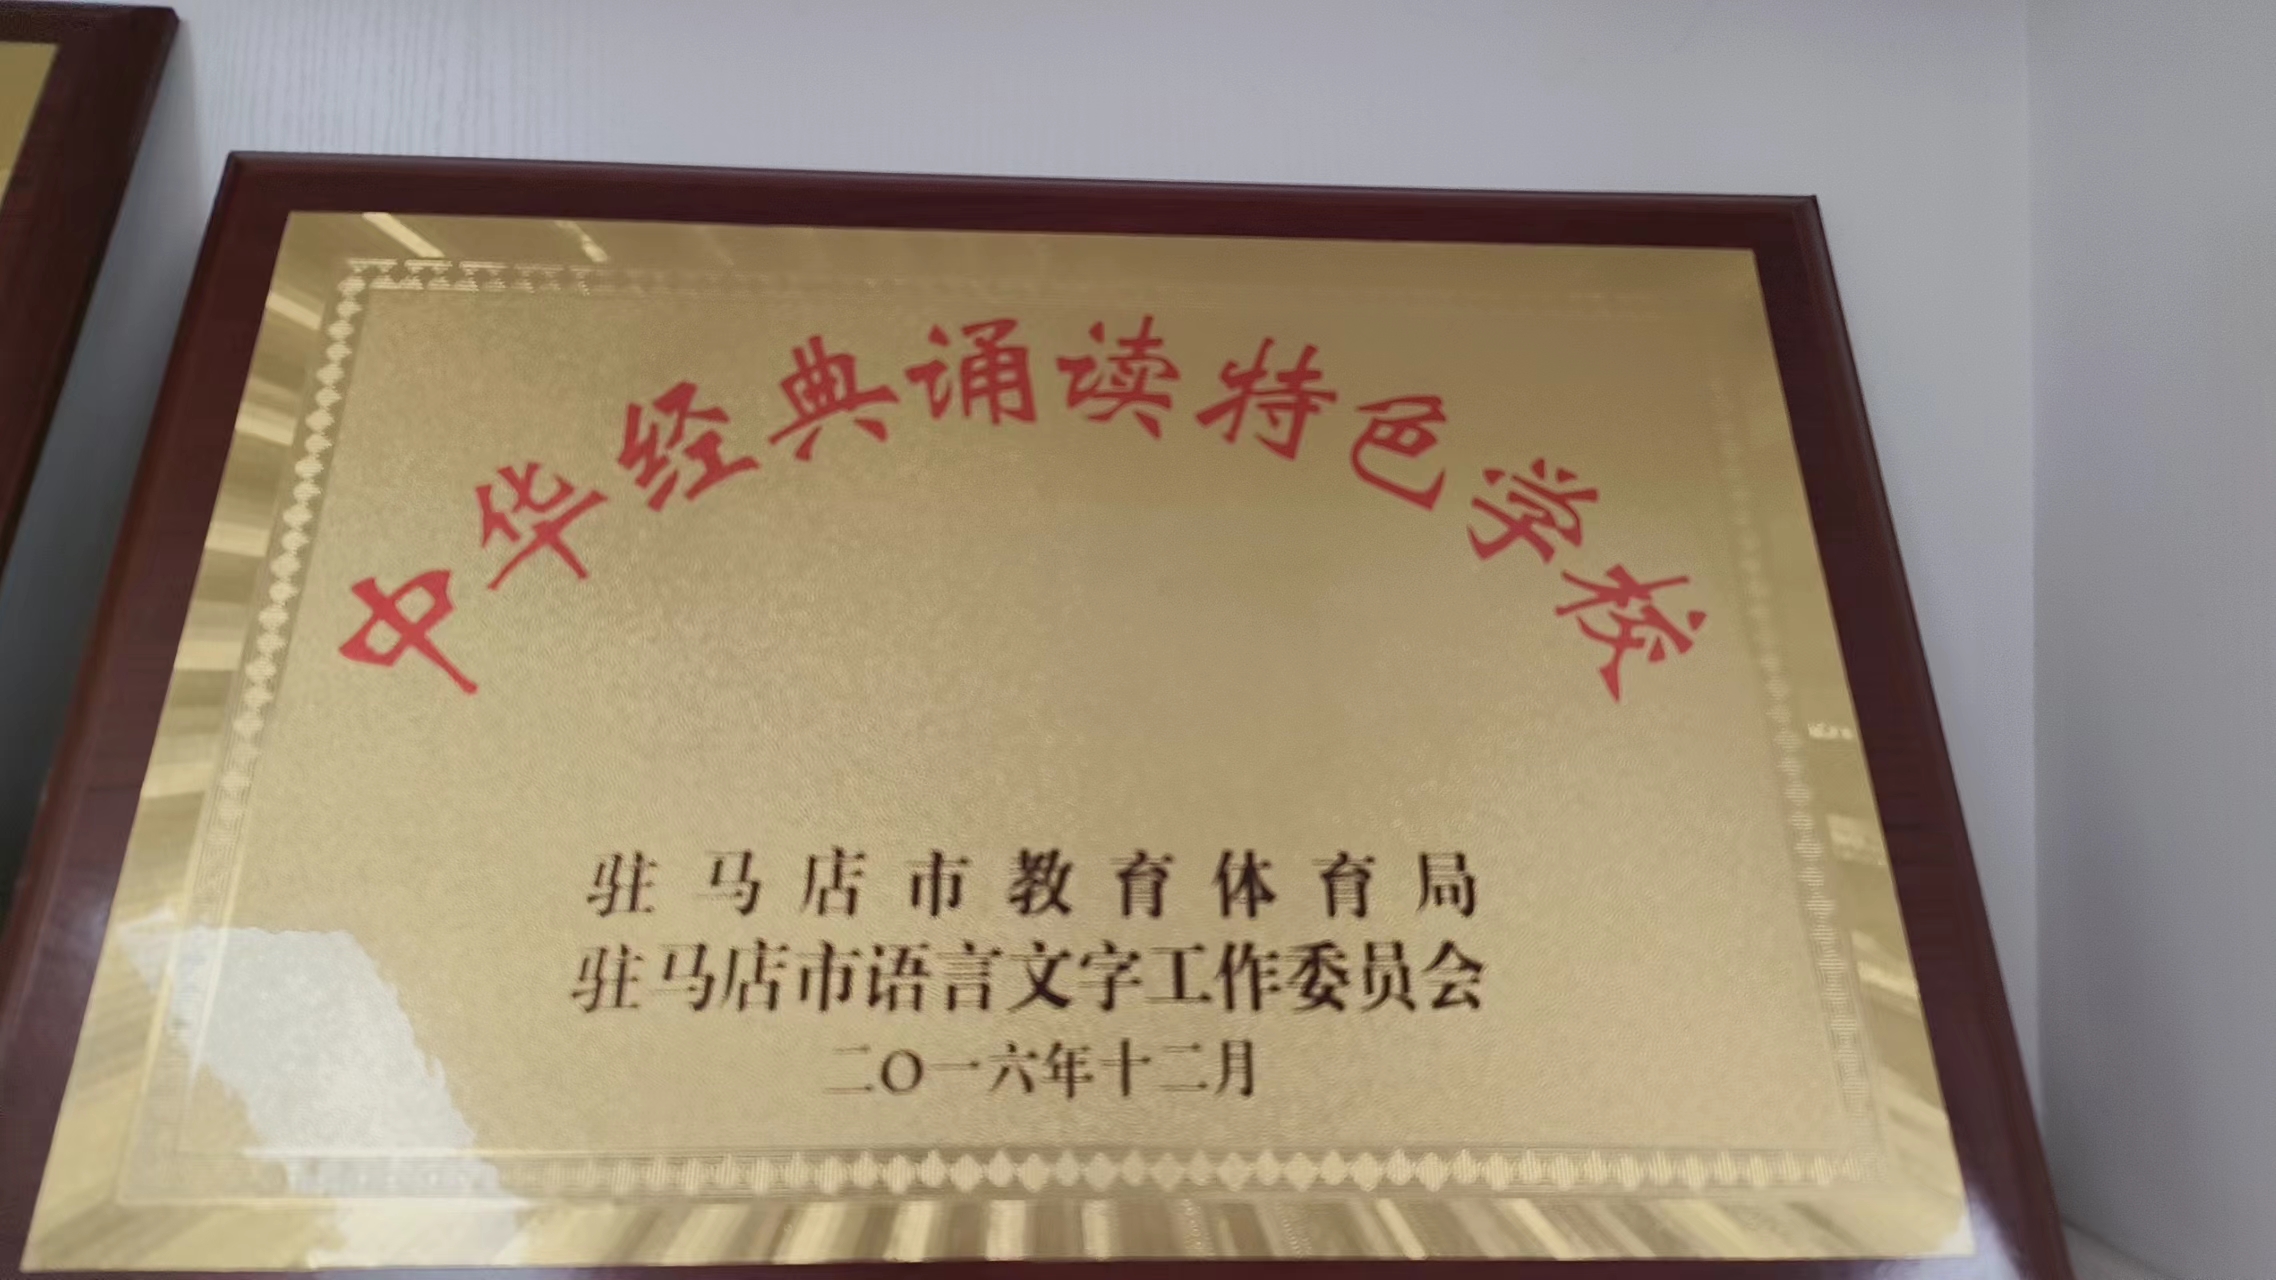 中华经典诵读特色学校
驻马店市教育体育局
驻马店市语言文字工作委员会
二〇一六年十二月